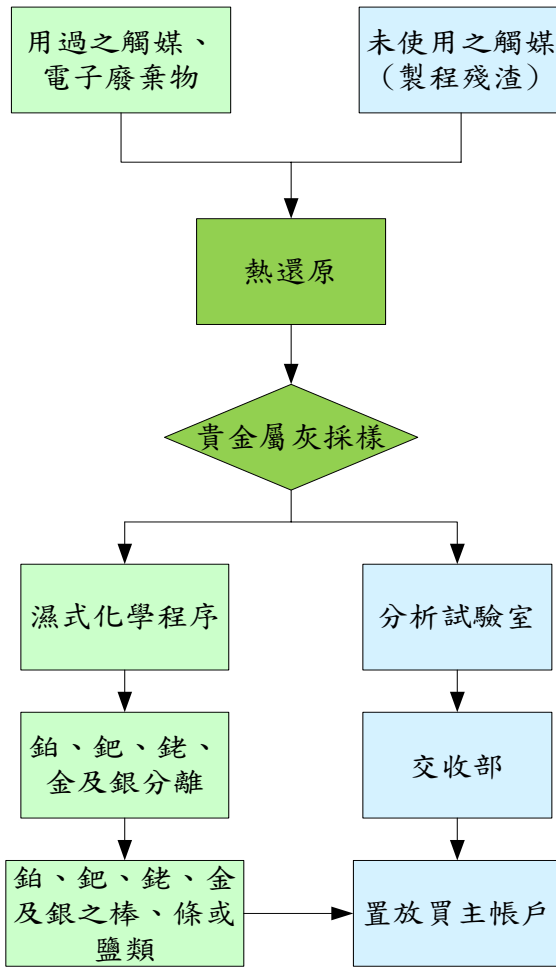 用過之觸媒、
電子廢棄物
未使用之觸媒
（製程殘渣）
熱還原
貴金屬灰採樣
濕式化學程序
分析試驗室
鉑、鈀、銠、
金及銀分離
交收部
鉑、鈀、銠、金
及銀之棒、條或
鹽類
置放買主帳戶